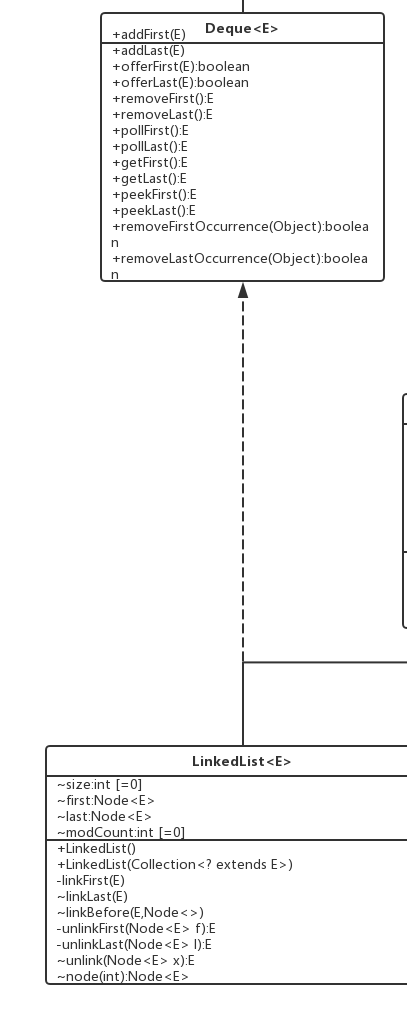 Deque<E>
+addFirst(E)
+addLast(E)
+offerFirst(E):boolean
+offerLast(E):boolean
+removeFirst():E
+removeLast():E
+pollFirst():E
+pollLast():E
+getFirst():E
+getLast():E
+peekFirst():E
+peekLast():E
+removeFirstOccurrence(Object):boolea
n
+removeLastOccurrence(Object):boolea
n
LinkedList<E>
~size:int [=0]
~first:Node<E>
~last:Node<E>
~modCount:int [=0]
+LinkedList()
+LinkedList(Collection<? extends E>)
-linkFirst(E)
~linkLast(E)
~linkBefore(E,Node<>)
-unlinkFirst(Node<E> f):E
-unlinkLast(Node<E> l):E
~unlink(Node<E> x):E
~node(int):Node<E>